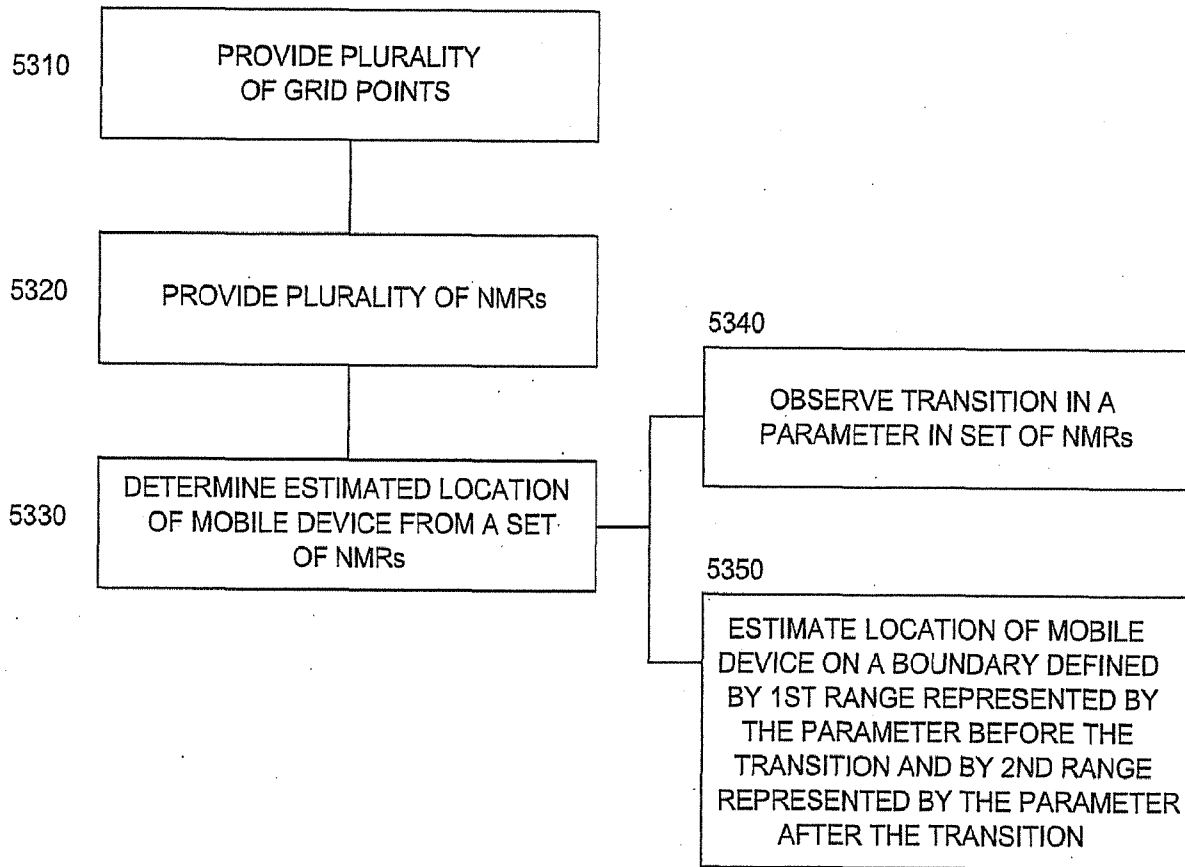 5310
PROVIDE PLURALITY
OF GRID POINTS
5320
PROVIDE PLURALITY OF NMRs
5330
DETERMINE ESTIMATED LOCATION
OF MOBILE DEVICE FROM A SET
OF NMRs
5340
OBSERVE TRANSITION IN A
PARAMETER IN SET OF NMRs
5350
ESTIMATE LOCATION OF MOBILE
DEVICE ON A BOUNDARY DEFINED
BY 1ST RANGE REPRESENTED BY
THE PARAMETER BEFORE THE
TRANSITION AND BY 2ND RANGE
REPRESENTED BY THE PARAMETER
AFTER THE TRANSITION